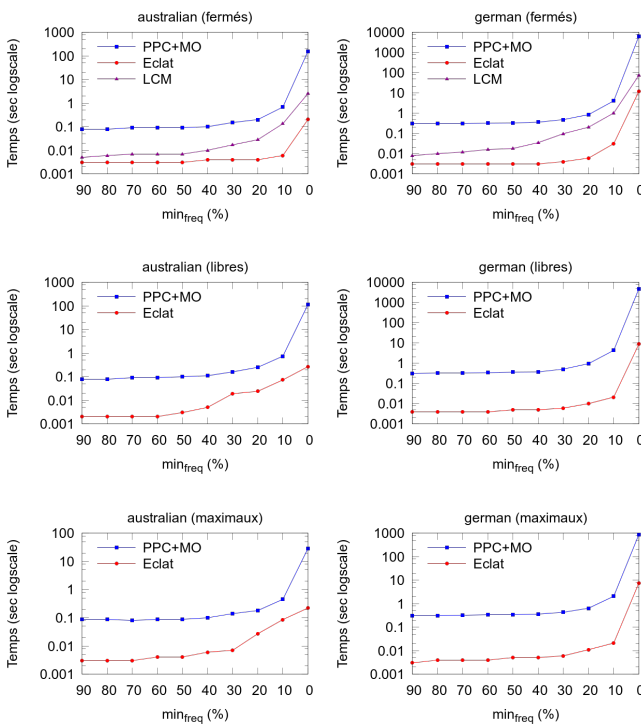 australian (fermés)
Temps (sec logscale)
1000
100
10
1
0.1
0.01
0.001
PPC+MO
Eclat
LCM
90 80 70 60 50 40 30 20 10 0
min_freq (%)
german (fermés)
Temps (sec logscale)
10000
1000
100
10
1
0.1
0.01
0.001
PPC+MO
Eclat
LCM
90 80 70 60 50 40 30 20 10 0
min_freq (%)
australian (libres)
Temps (sec logscale)
1000
100
10
1
0.1
0.01
0.001
PPC+MO
Eclat
90 80 70 60 50 40 30 20 10 0
min_freq (%)
german (libres)
Temps (sec logscale)
10000
1000
100
10
1
0.1
0.01
0.001
PPC+MO
Eclat
90 80 70 60 50 40 30 20 10 0
min_freq (%)
australian (maximaux)
Temps (sec logscale)
100
10
1
0.1
0.01
0.001
PPC+MO
Eclat
90 80 70 60 50 40 30 20 10 0
min_freq (%)
german (maximaux)
Temps (sec logscale)
1000
100
10
1
0.1
0.01
0.001
PPC+MO
Eclat
90 80 70 60 50 40 30 20 10 0
min_freq (%)